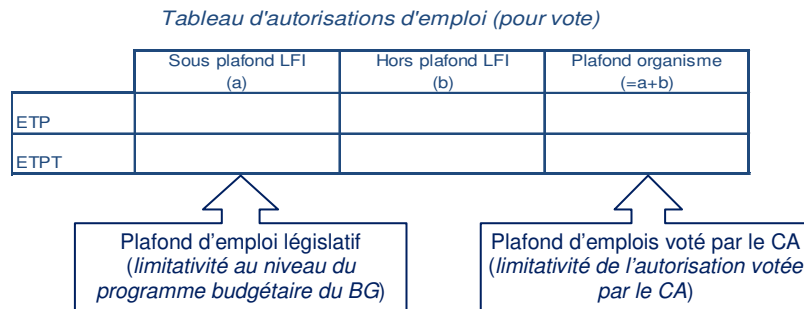 Tableau d'autorisations d'emploi (pour vote)
Sous plafond LFI
(a)
Hors plafond LFI
(b)
Plafond organisme
(=a+b)
ETP
ETPT
Plafond d'emploi législatif
(limitativité au niveau du
programme budgétaire du BG)
Plafond d'emplois voté par le CA
(limitativité de l'autorisation votée
par le CA)